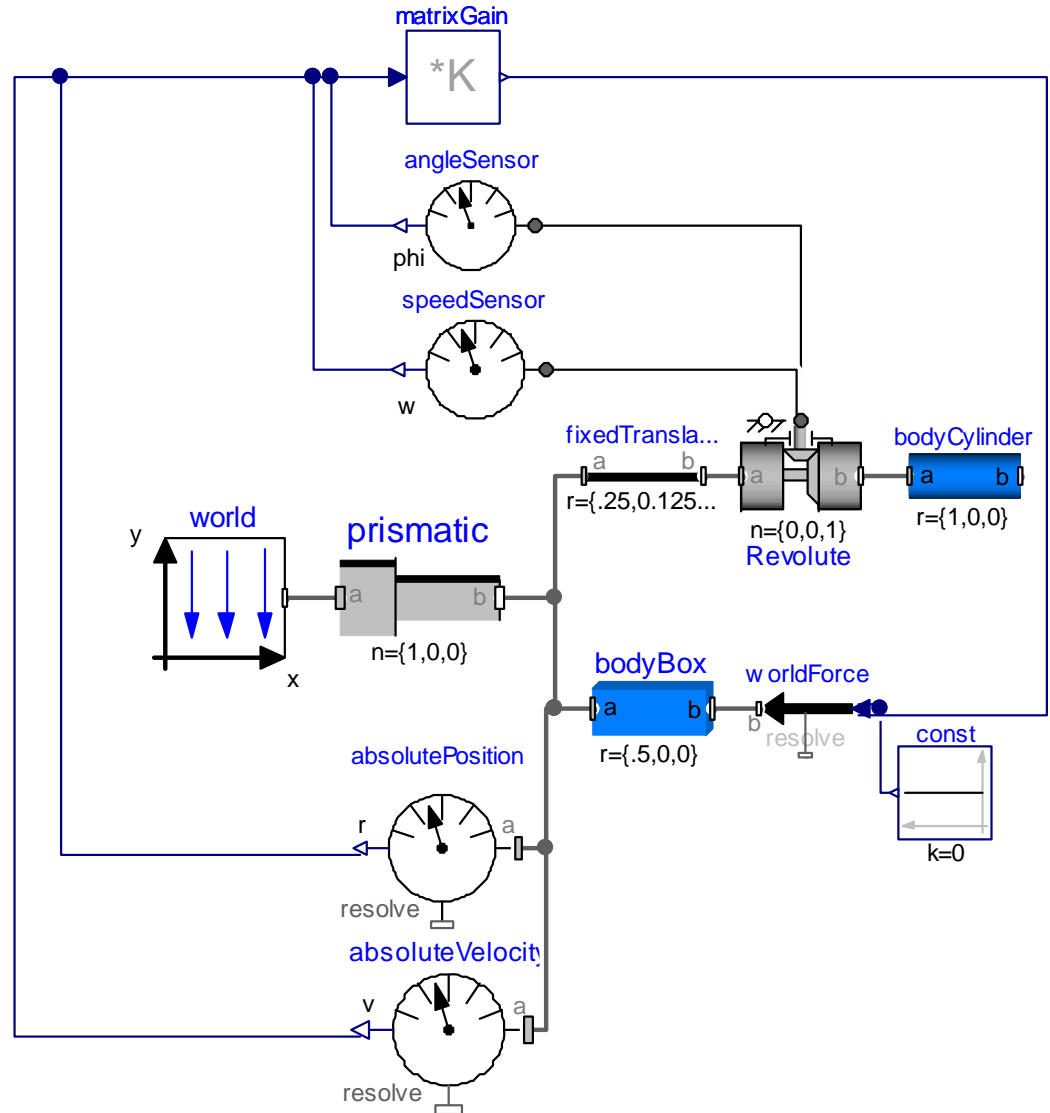 matrixGain
*K
angleSensor
phi
speedSensor
w
fixedTransla...
a b
r={.25,0.125...
a b
n={0,0,1}
Revolute
bodyCylinder
a b
r={1,0,0}
world
y
x
prismatic
a b
n={1,0,0}
bodyBox
a b
r={.5,0,0}
worldForce
b
resolve
const
k=0
absolutePosition
r
a
resolve
absoluteVelocity
v
a
resolve